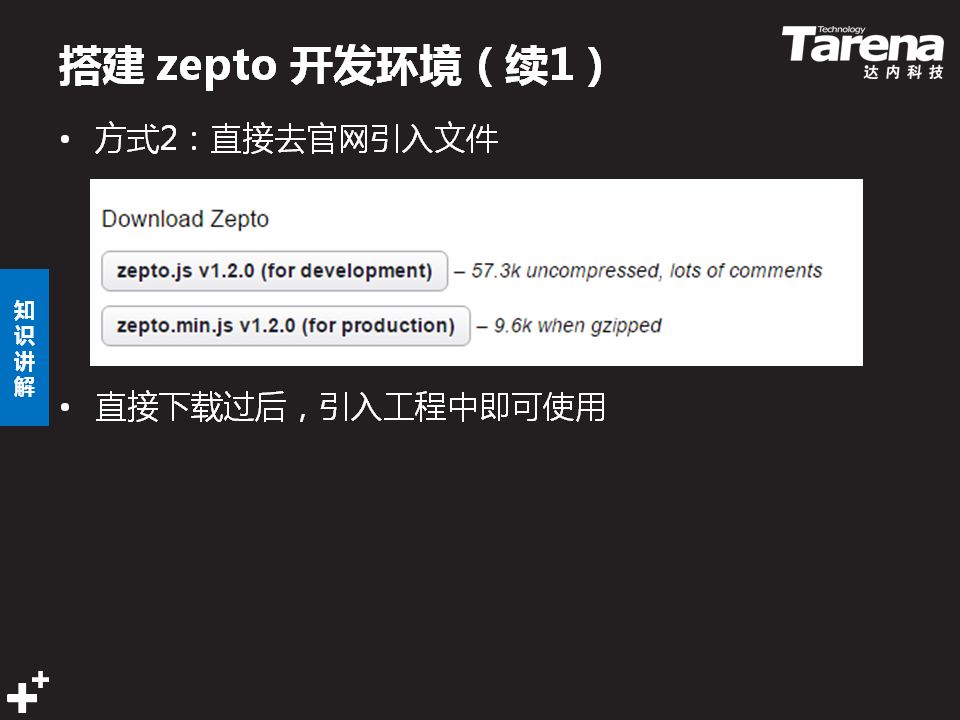 搭建 zepto 开发环境（续1）
Technology
Tarena
达内科技
• 方式2：直接去官网引入文件
Download Zepto
zepto.js v1.2.0 (for development) – 57.3k uncompressed, lots of comments
zepto.min.js v1.2.0 (for production) – 9.6k when gzipped
知识讲解
• 直接下载过后，引入工程中即可使用